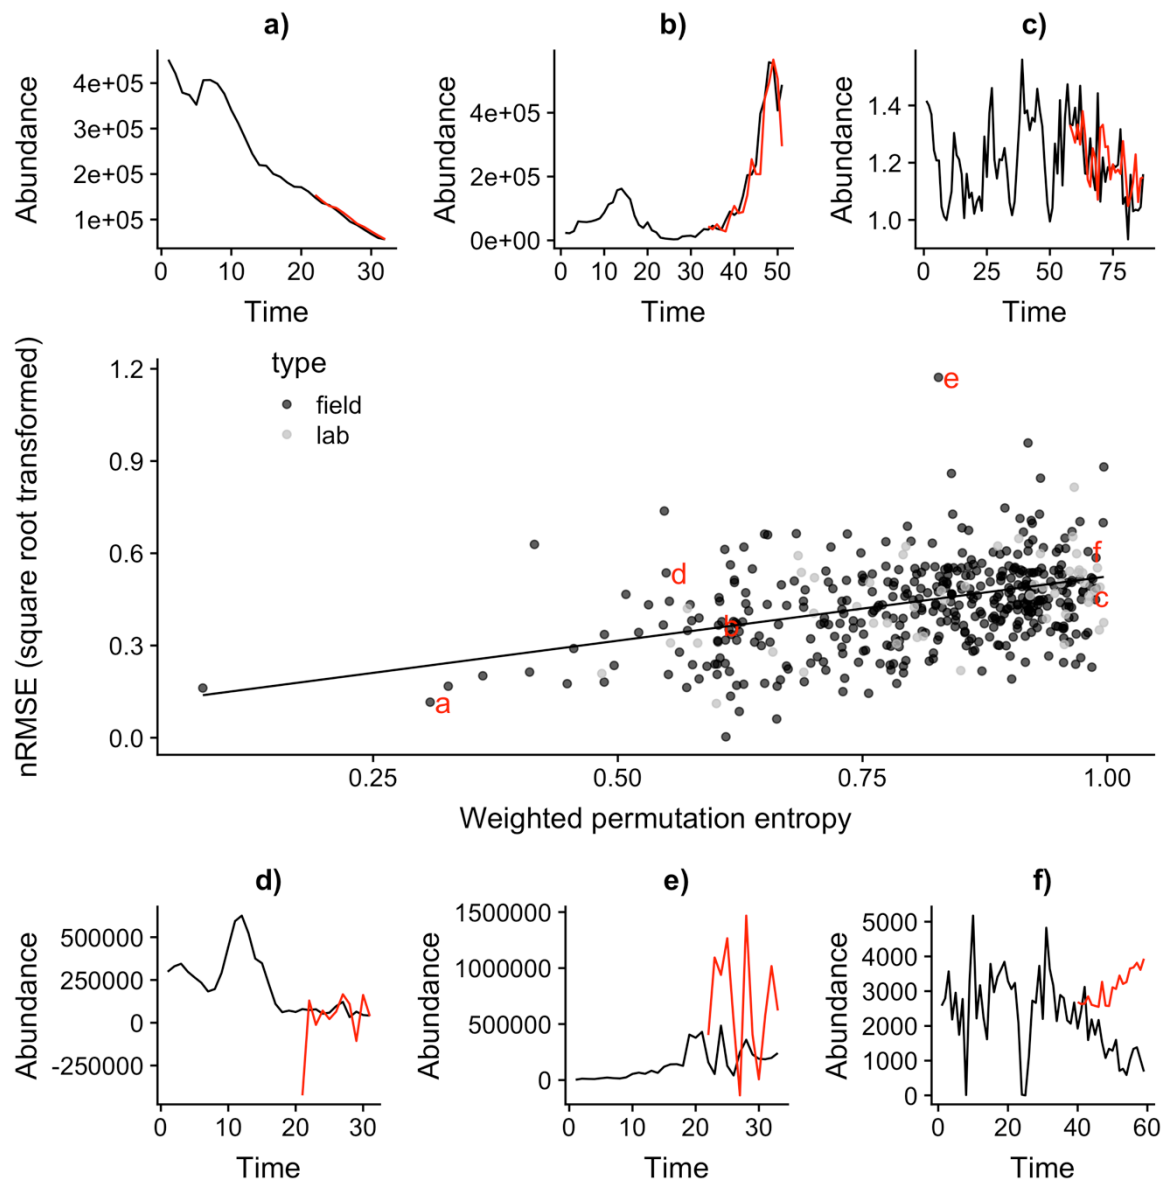 a)
Abundance
4e+05
3e+05
2e+05
1e+05
0 10 20 30
Time
b)
Abundance
4e+05
2e+05
0e+00
0 10 20 30 40 50
Time
c)
Abundance
1.4
1.2
1.0
0 25 50 75
Time
nRMSE (square root transformed)
1.2
0.9
0.6
0.3
0.0
type
field
lab
e
d
f
b
c
a
0.25 0.50 0.75 1.00
Weighted permutation entropy
d)
Abundance
500000
250000
0
-250000
0 10 20 30
Time
e)
Abundance
1500000
1000000
500000
0
0 10 20 30
Time
f)
Abundance
5000
4000
3000
2000
1000
0
0 20 40 60
Time